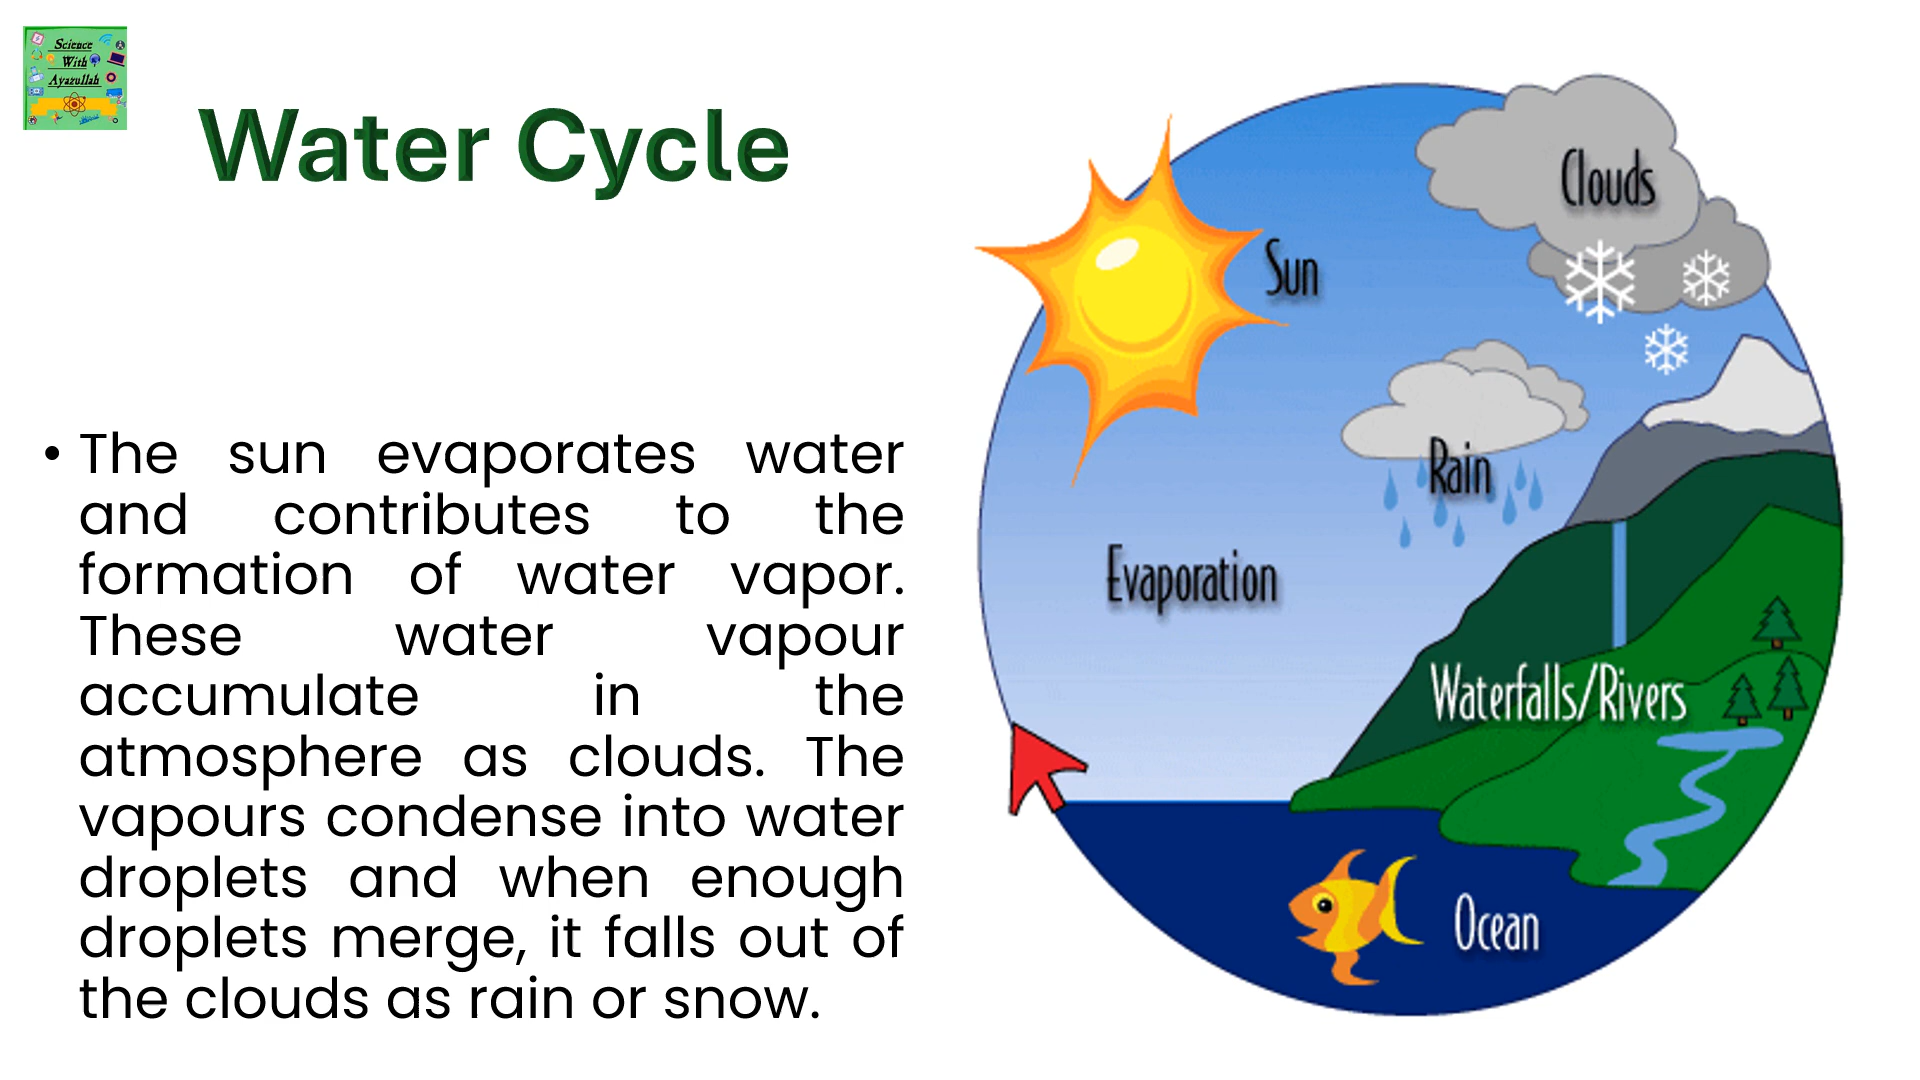 Science
With
Ayazullah
Water Cycle
• The sun evaporates water
and contributes to the
formation of water vapor.
These water vapour
accumulate in the
atmosphere as clouds. The
vapours condense into water
droplets and when enough
droplets merge, it falls out of
the clouds as rain or snow.
Clouds
Sun
Rain
Evaporation
Waterfalls/Rivers
Ocean